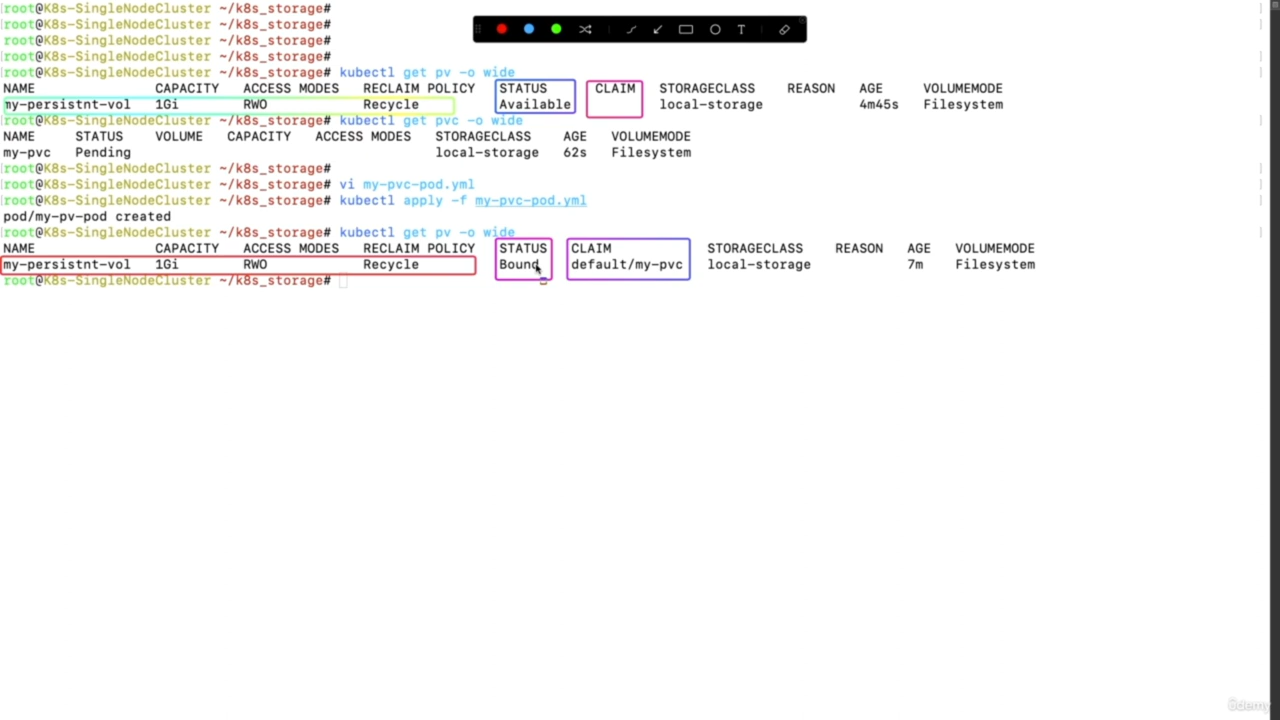 root@K8s-SingleNodeCluster ~/k8s_storage#
root@K8s-SingleNodeCluster ~/k8s_storage#
root@K8s-SingleNodeCluster ~/k8s_storage#
root@K8s-SingleNodeCluster ~/k8s_storage#
root@K8s-SingleNodeCluster ~/k8s_storage# kubectl get pv -o wide
NAME CAPACITY ACCESS MODES RECLAIM POLICY STATUS CLAIM STORAGECLASS REASON AGE VOLUMEMODE
my-persistnt-vol 1Gi RWO Recycle Available local-storage 4m45s Filesystem
root@K8s-SingleNodeCluster ~/k8s_storage# kubectl get pvc -o wide
NAME STATUS VOLUME CAPACITY ACCESS MODES STORAGECLASS AGE VOLUMEMODE
my-pvc Pending local-storage 62s Filesystem
root@K8s-SingleNodeCluster ~/k8s_storage#
root@K8s-SingleNodeCluster ~/k8s_storage# vi my-pvc-pod.yml
root@K8s-SingleNodeCluster ~/k8s_storage# kubectl apply -f my-pvc-pod.yml
pod/my-pv-pod created
root@K8s-SingleNodeCluster ~/k8s_storage# kubectl get pv -o wide
NAME CAPACITY ACCESS MODES RECLAIM POLICY STATUS CLAIM STORAGECLASS REASON AGE VOLUMEMODE
my-persistnt-vol 1Gi RWO Recycle Bound default/my-pvc local-storage 7m Filesystem
root@K8s-SingleNodeCluster ~/k8s_storage#
T
ûdemy